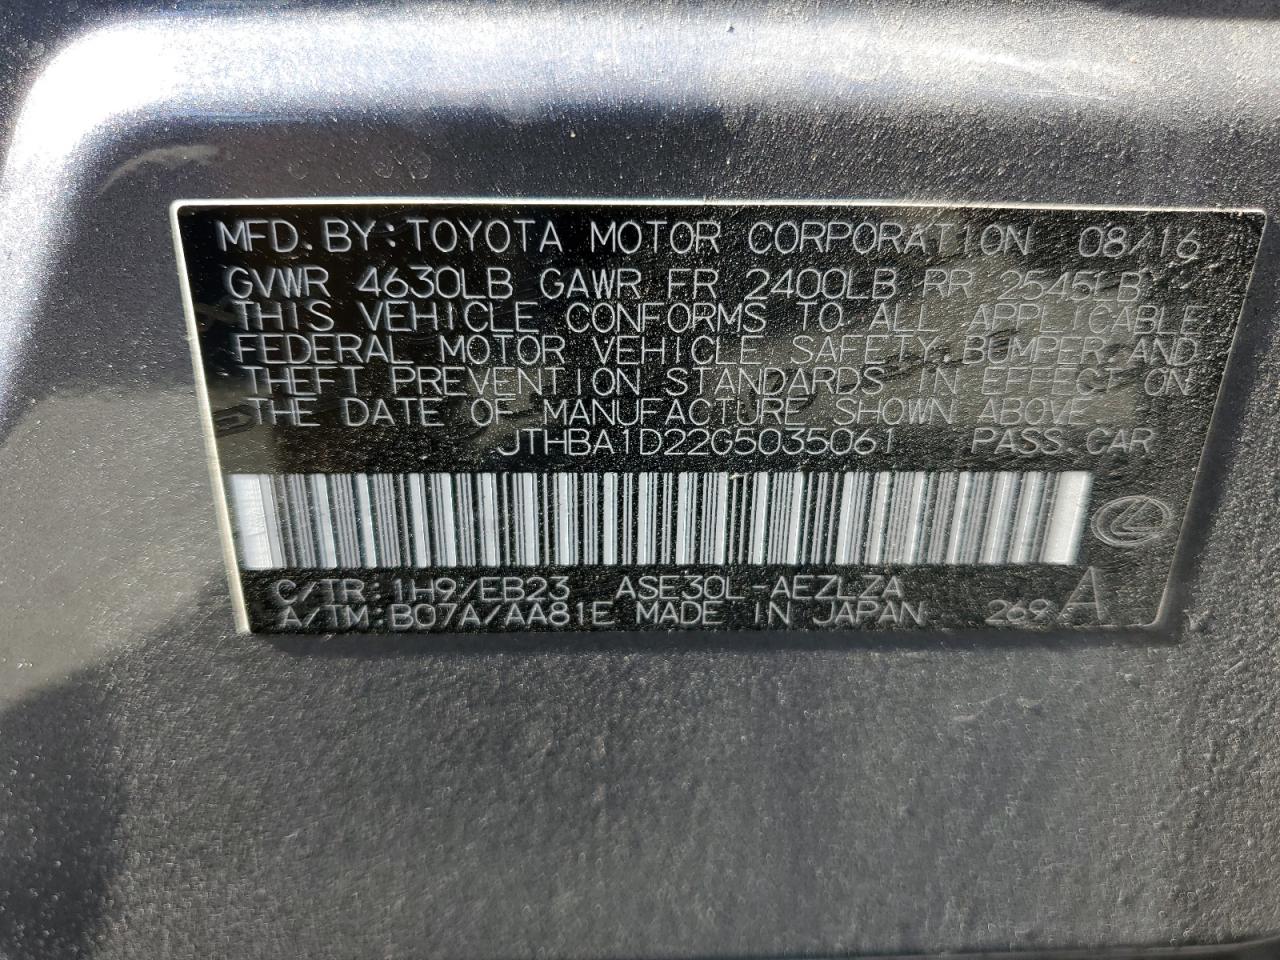 MFD. BY: TOYOTA MOTOR CORPORATION 08/16
GVWR 4630LB GAWR FR 2400LB RR 2545LB
THIS VEHICLE CONFORMS TO ALL APPLICABLE
FEDERAL MOTOR VEHICLE SAFETY, BUMPER, AND
THEFT PREVENTION STANDARDS IN EFFECT ON
THE DATE OF MANUFACTURE SHOWN ABOVE.
JTHBA1D22G5035061 PASS. CAR
C/TR: 1H9/EB23 ASE30L-AEZLZA
A/TM: B07A/AA81E MADE IN JAPAN 269 A